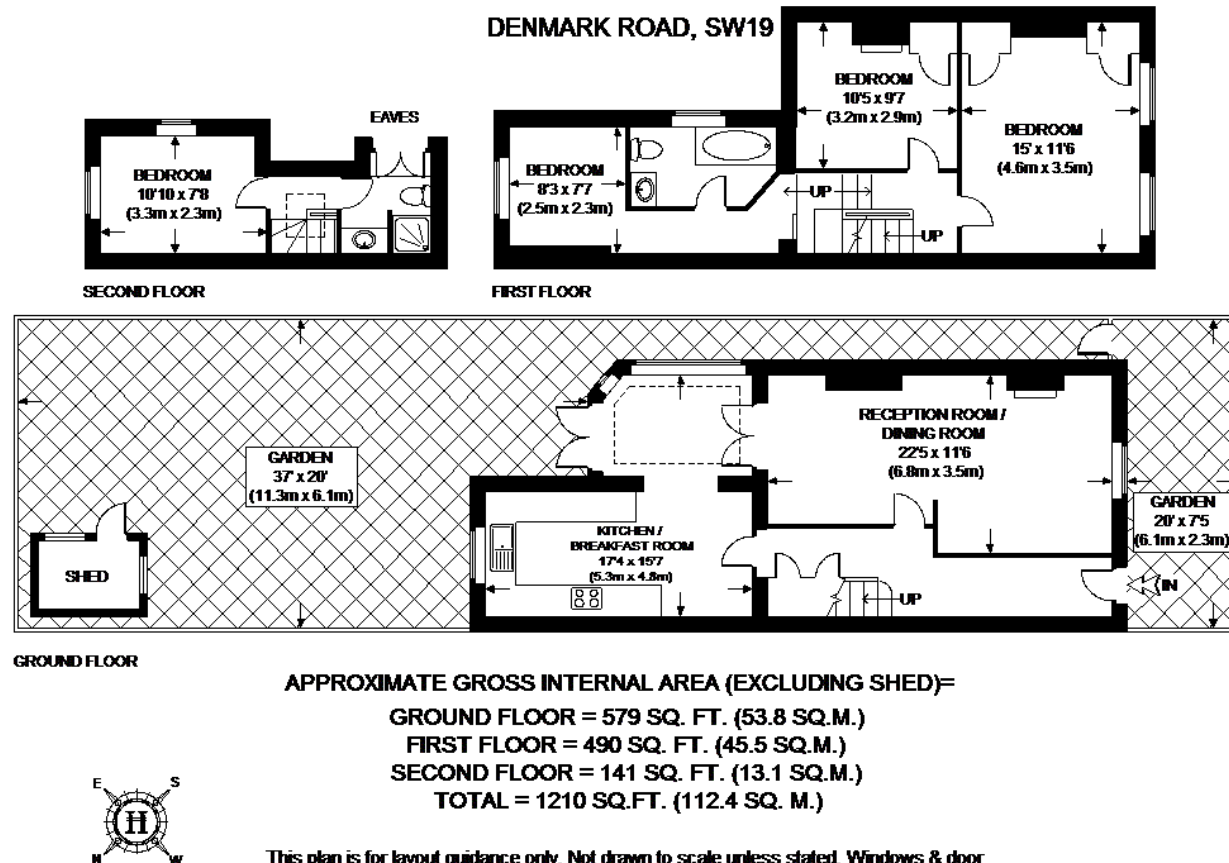 DENMARK ROAD, SW19
EAVES
BEDROOM
10'10 x 7'8
(3.3m x 2.3m)
SECOND FLOOR
BEDROOM
8'3 x 7'7
(2.5m x 2.3m)
BEDROOM
10'5 x 9'7
(3.2m x 2.9m)
BEDROOM
15' x 11'6
(4.6m x 3.5m)
UP
UP
FIRST FLOOR
GARDEN
37' x 20'
(11.3m x 6.1m)
SHED
KITCHEN /
BREAKFAST ROOM
17'4 x 15'7
(5.3m x 4.8m)
RECEPTION ROOM /
DINING ROOM
22'5 x 11'6
(6.8m x 3.5m)
GARDEN
20' x 7'5
(6.1m x 2.3m)
UP
IN
GROUND FLOOR
APPROXIMATE GROSS INTERNAL AREA (EXCLUDING SHED)=
GROUND FLOOR = 579 SQ. FT. (53.8 SQ.M.)
FIRST FLOOR = 490 SQ. FT. (45.5 SQ.M.)
SECOND FLOOR = 141 SQ. FT. (13.1 SQ.M.)
TOTAL = 1210 SQ.FT. (112.4 SQ. M.)
E S
H
N W
This plan is for layout guidance only. Not drawn to scale unless stated. Windows & door